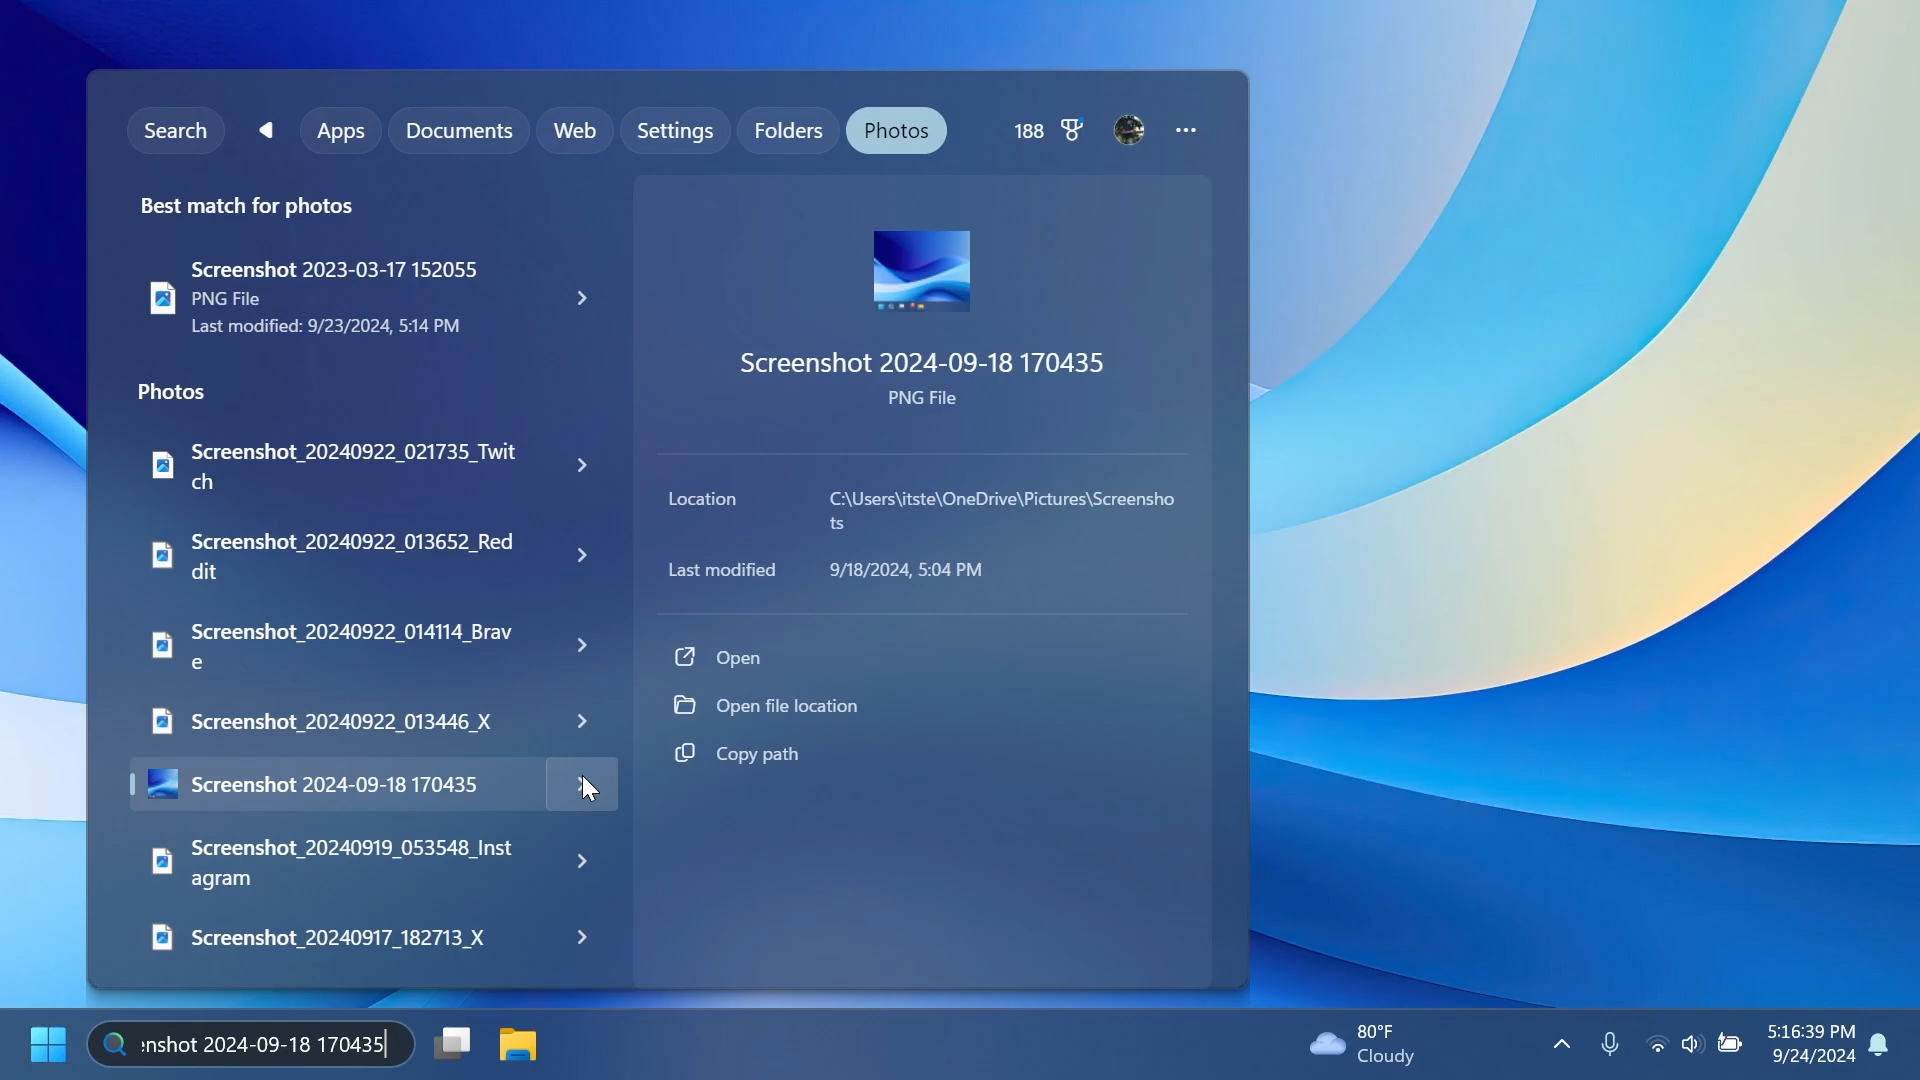 Search
Apps
Documents
Web
Settings
Folders
Photos
188
Best match for photos
Screenshot 2023-03-17 152055
PNG File
Last modified: 9/23/2024, 5:14 PM
Photos
Screenshot_20240922_021735_Twit
ch
Screenshot_20240922_013652_Red
dit
Screenshot_20240922_014114_Brav
e
Screenshot_20240922_013446_X
Screenshot 2024-09-18 170435
Screenshot_20240919_053548_Inst
agram
Screenshot_20240917_182713_X
Screenshot 2024-09-18 170435
PNG File
Location
C:\Users\itste\OneDrive\Pictures\Screensho
ts
Last modified
9/18/2024, 5:04 PM
Open
Open file location
Copy path
enshot 2024-09-18 170435
80°F
Cloudy
5:16:39 PM
9/24/2024